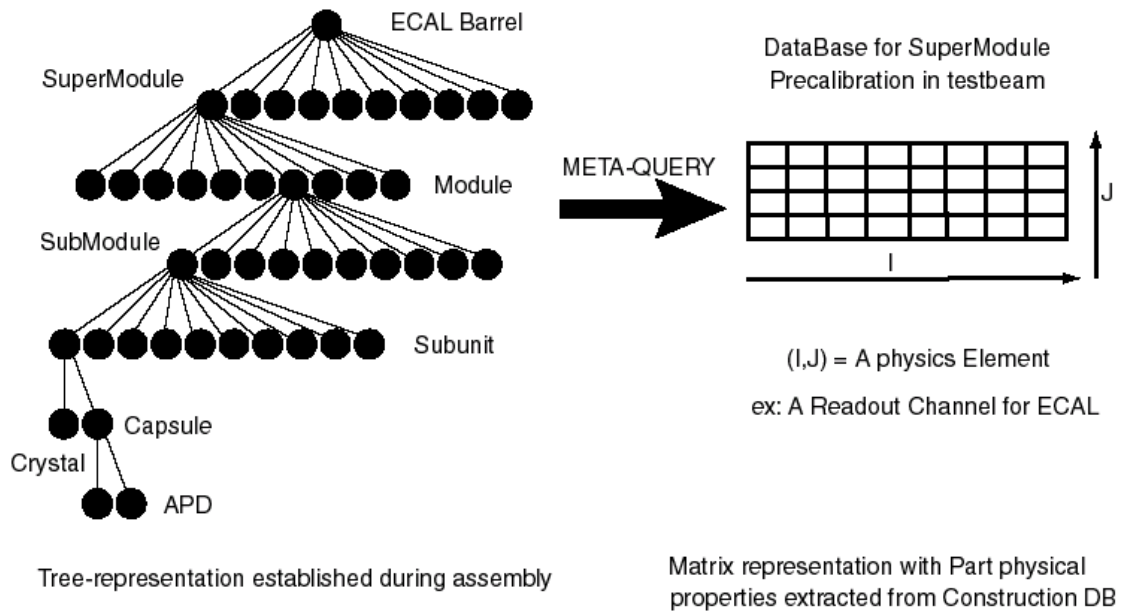 ECAL Barrel
SuperModule
Module
SubModule
Subunit
Capsule
Crystal
APD
Tree-representation established during assembly
META-QUERY
DataBase for SuperModule
Precalibration in testbeam
J
I
(I,J) = A physics Element
ex: A Readout Channel for ECAL
Matrix representation with Part physical
properties extracted from Construction DB